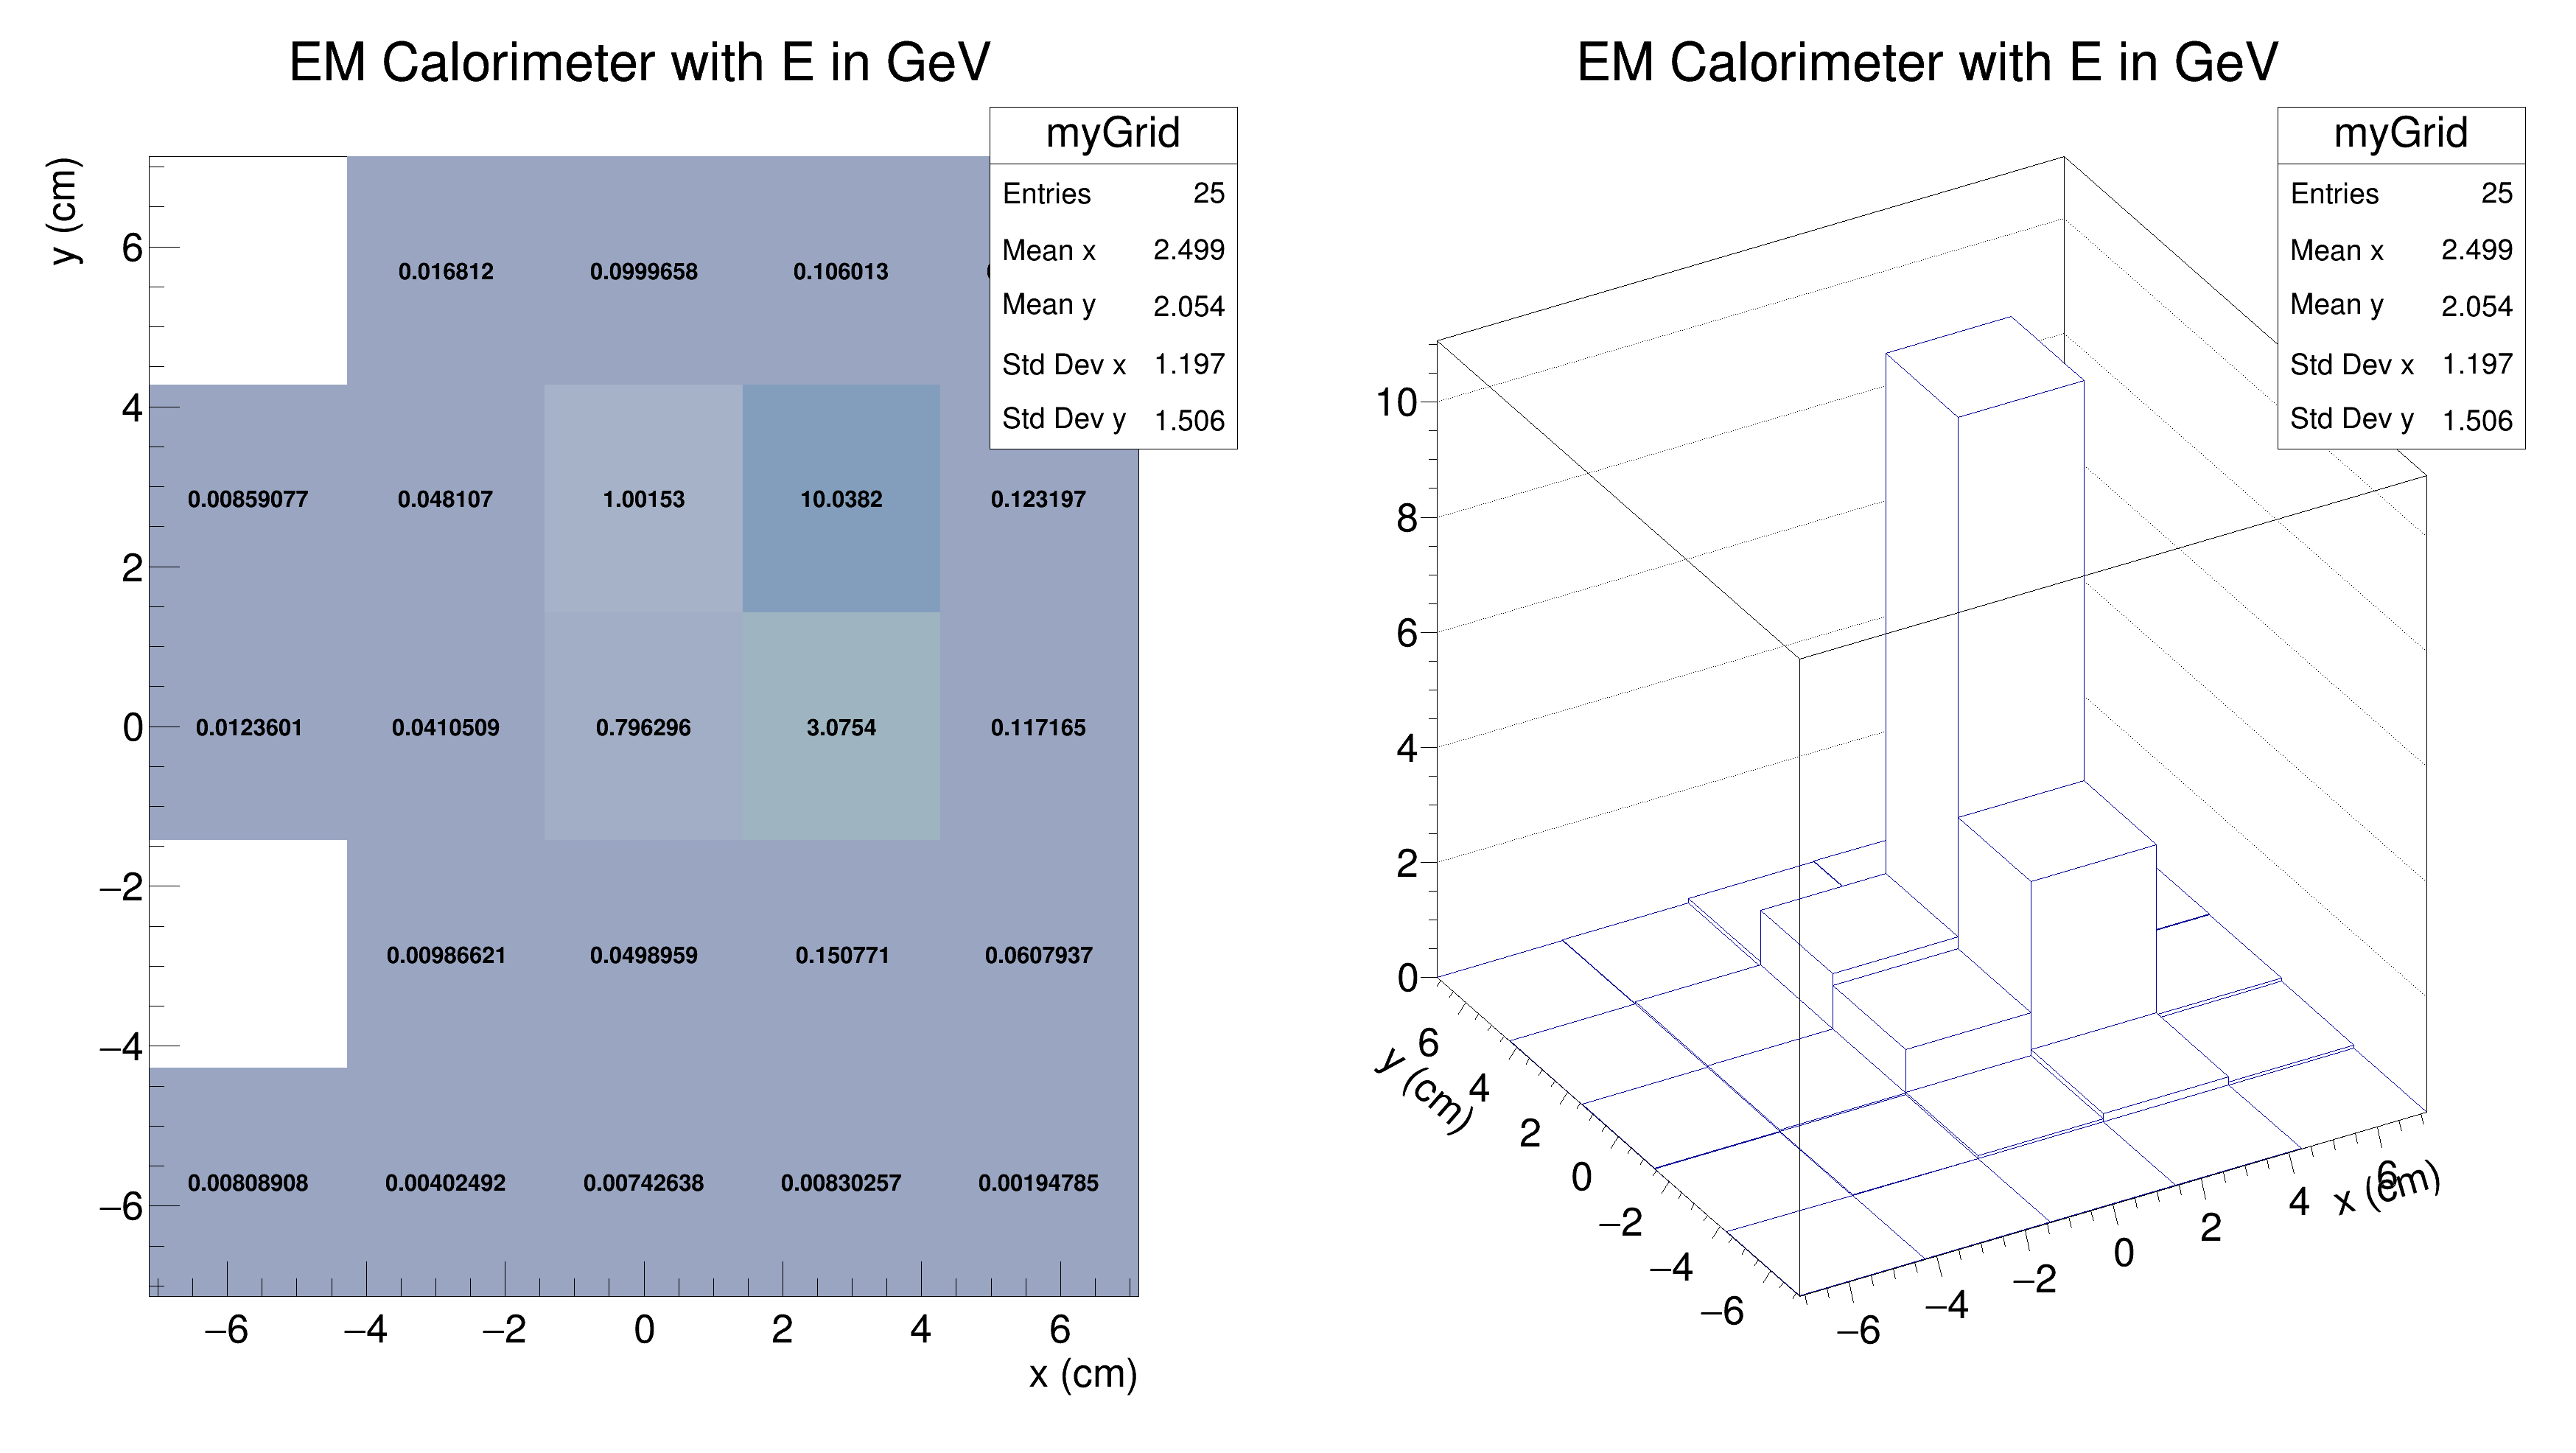 EM Calorimeter with E in GeV
myGrid
Entries 25
Mean x 2.499
Mean y 2.054
Std Dev x 1.197
Std Dev y 1.506
y (cm)
6
4
2
0
−2
−4
−6
0.016812 0.0999658 0.106013
0.00859077 0.048107 1.00153 10.0382 0.123197
0.0123601 0.0410509 0.796296 3.0754 0.117165
0.00986621 0.0498959 0.150771 0.0607937
0.00808908 0.00402492 0.00742638 0.00830257 0.00194785
−6 −4 −2 0 2 4 6
x (cm)
EM Calorimeter with E in GeV
myGrid
Entries 25
Mean x 2.499
Mean y 2.054
Std Dev x 1.197
Std Dev y 1.506
10
8
6
4
2
0
6
4
2
0
−2
−4
−6
y (cm)
−6 −4 −2 0 2 4 6
x (cm)